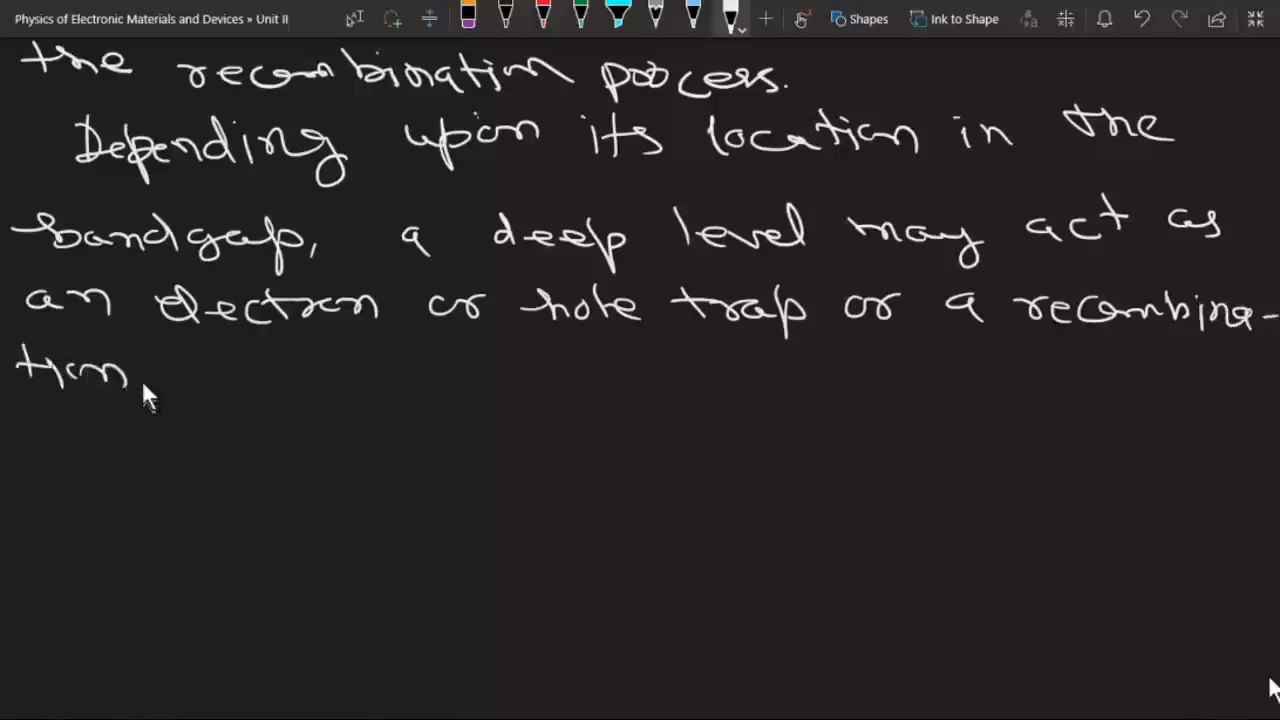 Physics of Electronic Materials and Devices » Unit II
Shapes
Ink to Shape
the recombination process.
Depending upon its location in the
bandgap, a deep level may act as
an electron or hole trap or a recombina-
tion